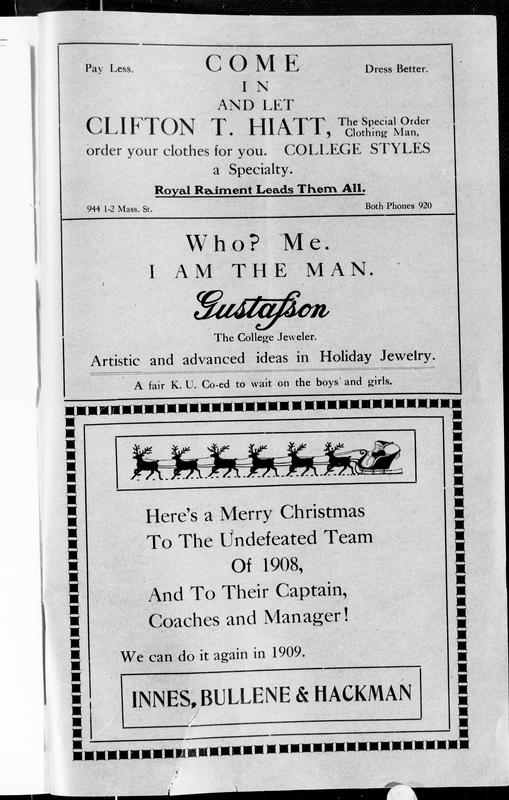 Pay Less.
COME
Dress Better.
IN
AND LET
CLIFTON T. HIATT, The Special Order Clothing Man,
order your clothes for you. COLLEGE STYLES
a Specialty.
Royal Raiment Leads Them All.
944 1-2 Mass. St.
Both Phones 920
Who? Me.
I AM THE MAN.
Gustafson
The College Jeweler.
Artistic and advanced ideas in Holiday Jewelry.
A fair K. U. Co-ed to wait on the boys and girls.
Here's a Merry Christmas
To The Undefeated Team
Of 1908,
And To Their Captain,
Coaches and Manager!
We can do it again in 1909.
INNES, BULLENE & HACKMAN